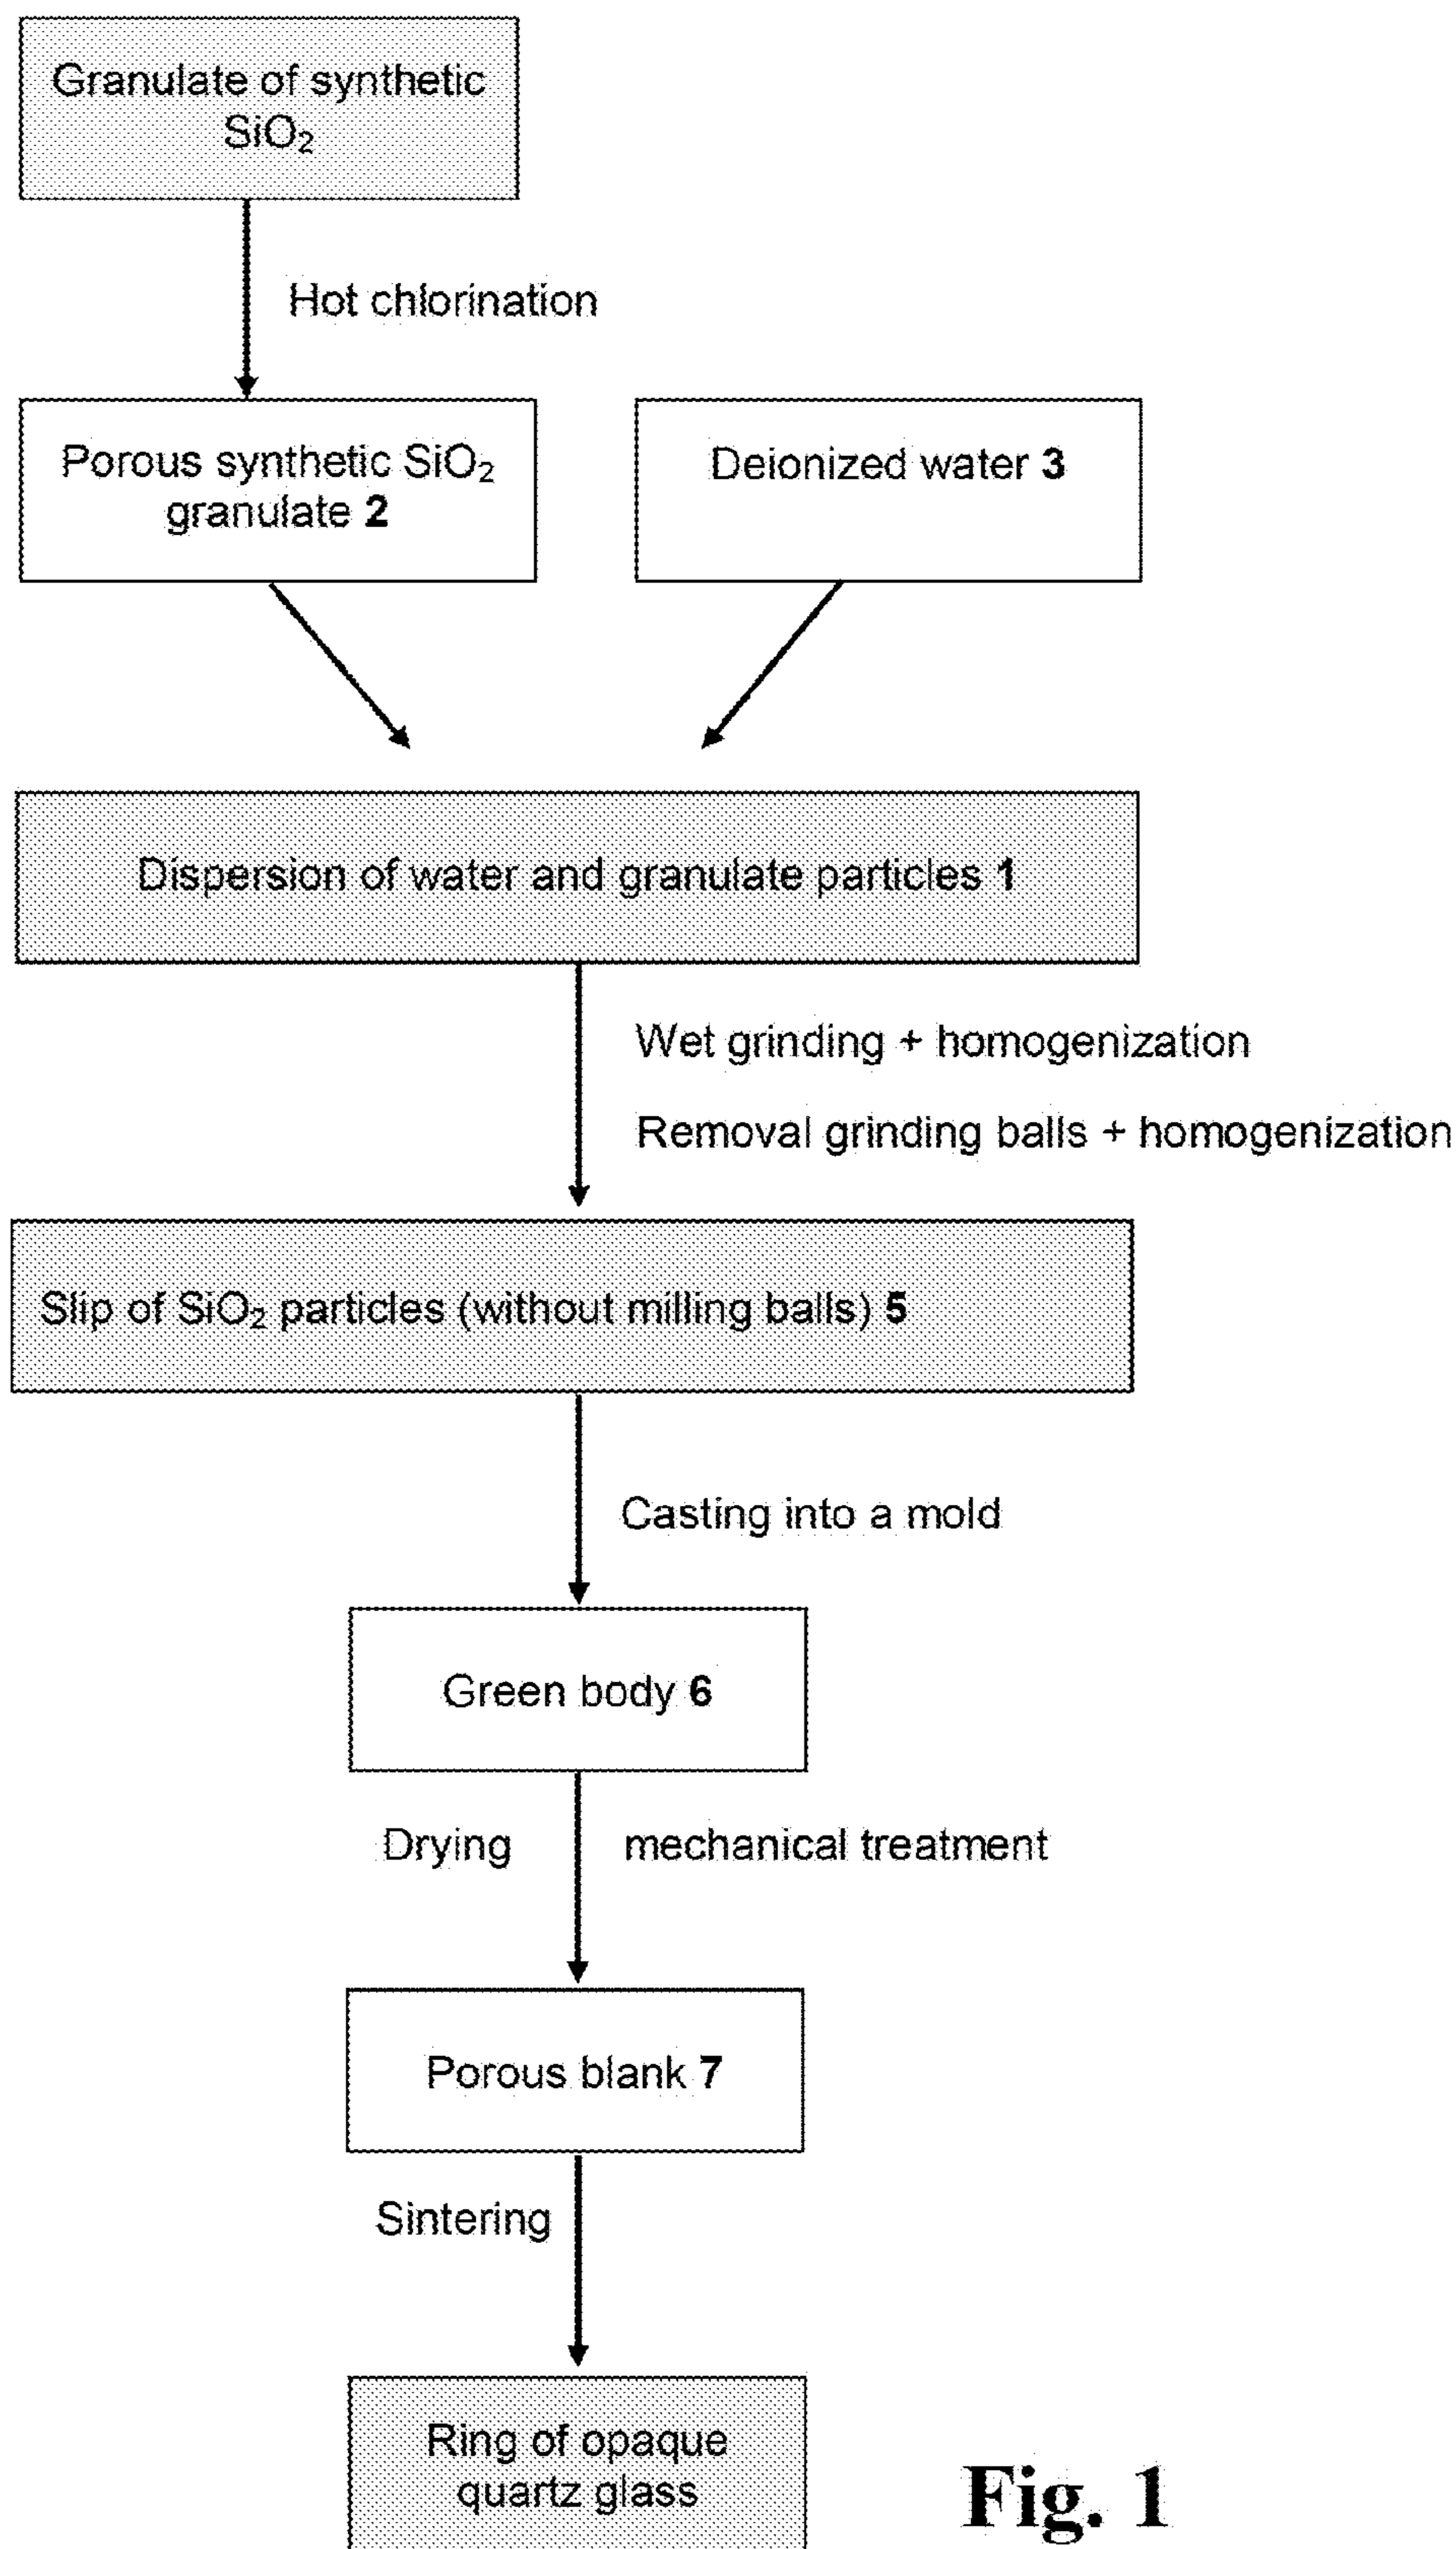 Granulate of synthetic
SiO₂
Hot chlorination
Porous synthetic SiO₂
granulate 2
Deionized water 3
Dispersion of water and granulate particles 1
Wet grinding + homogenization
Removal grinding balls + homogenization
Slip of SiO₂ particles (without milling balls) 5
Casting into a mold
Green body 6
Drying
mechanical treatment
Porous blank 7
Sintering
Ring of opaque
quartz glass
Fig. 1